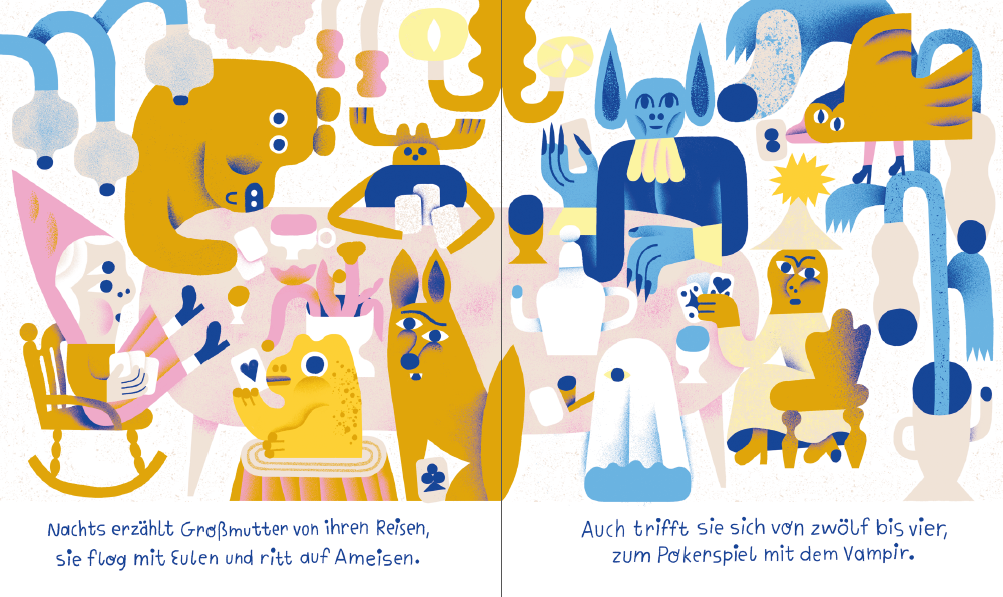 Nachts erzählt Großmutter von ihren Reisen,
sie flog mit Eulen und ritt auf Ameisen.
Auch trifft sie sich von zwölf bis vier,
zum Pokerspiel mit dem Vampir.